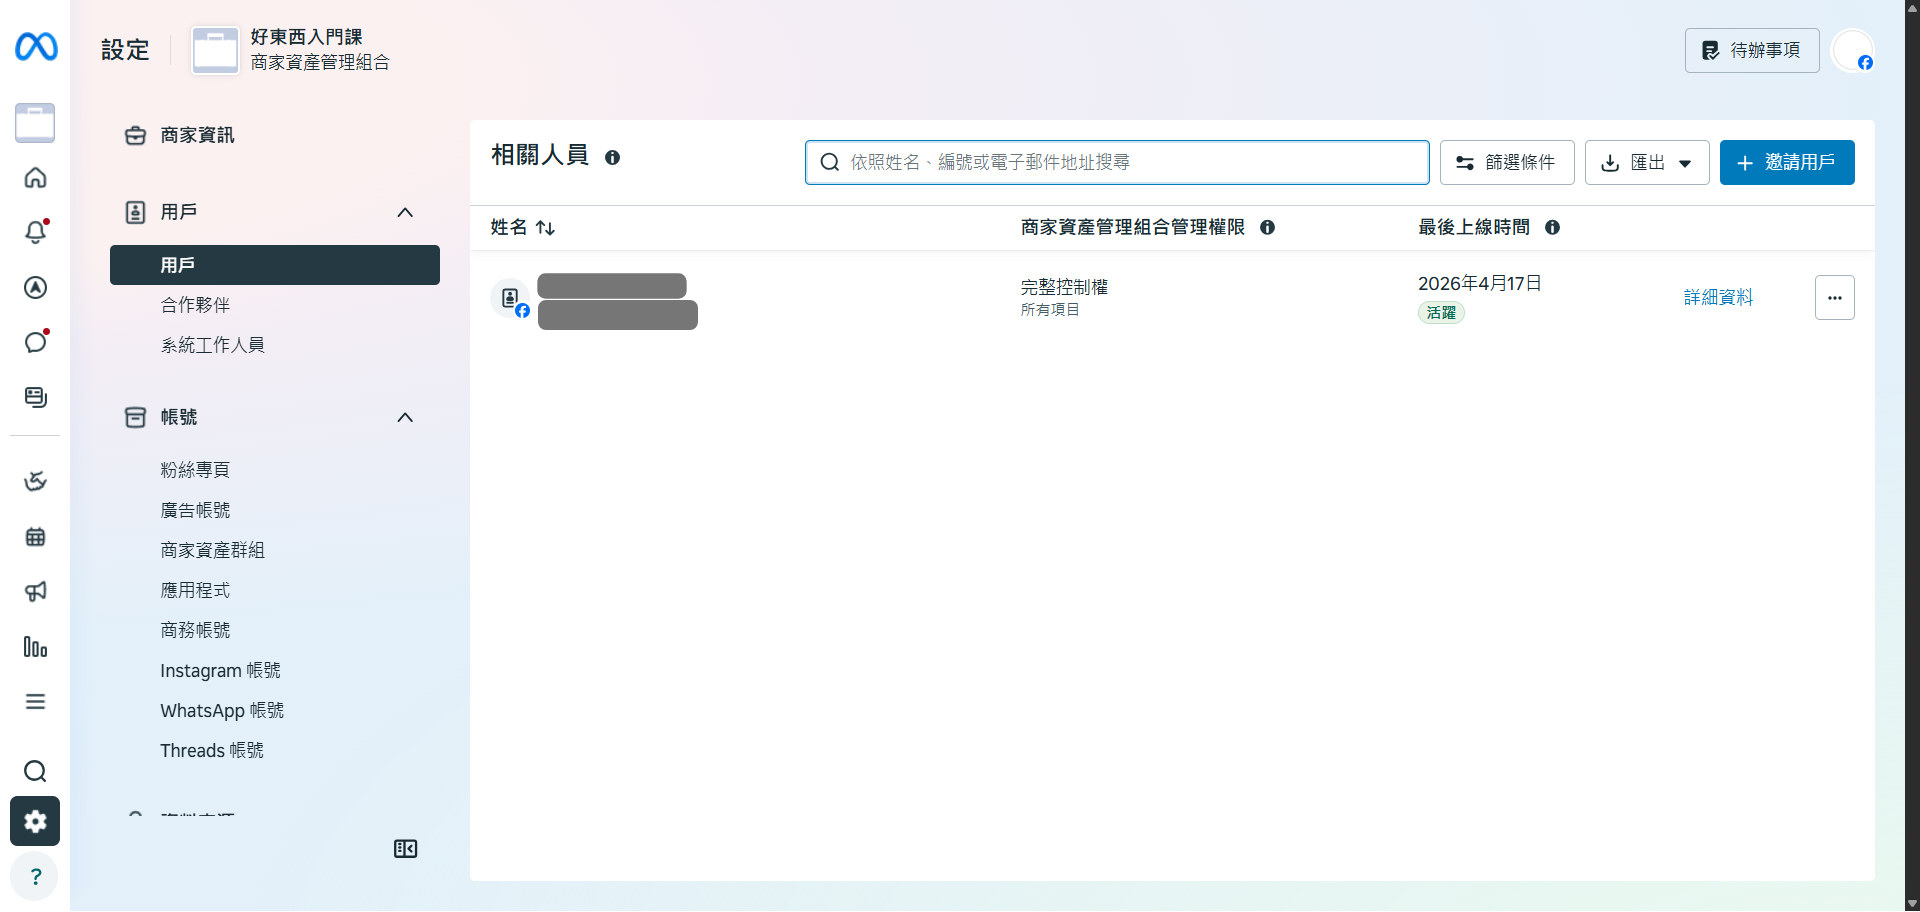 設定
好東西入門課
商家資產管理組合
待辦事項
商家資訊
用戶
用戶
合作夥伴
系統工作人員
帳號
粉絲專頁
廣告帳號
商家資產群組
應用程式
商務帳號
Instagram 帳號
WhatsApp 帳號
Threads 帳號
相關人員
依照姓名、編號或電子郵件地址搜尋
篩選條件
匯出
邀請用戶
姓名
商家資產管理組合管理權限
最後上線時間
完整控制權
所有項目
2026年4月17日
活躍
詳細資料